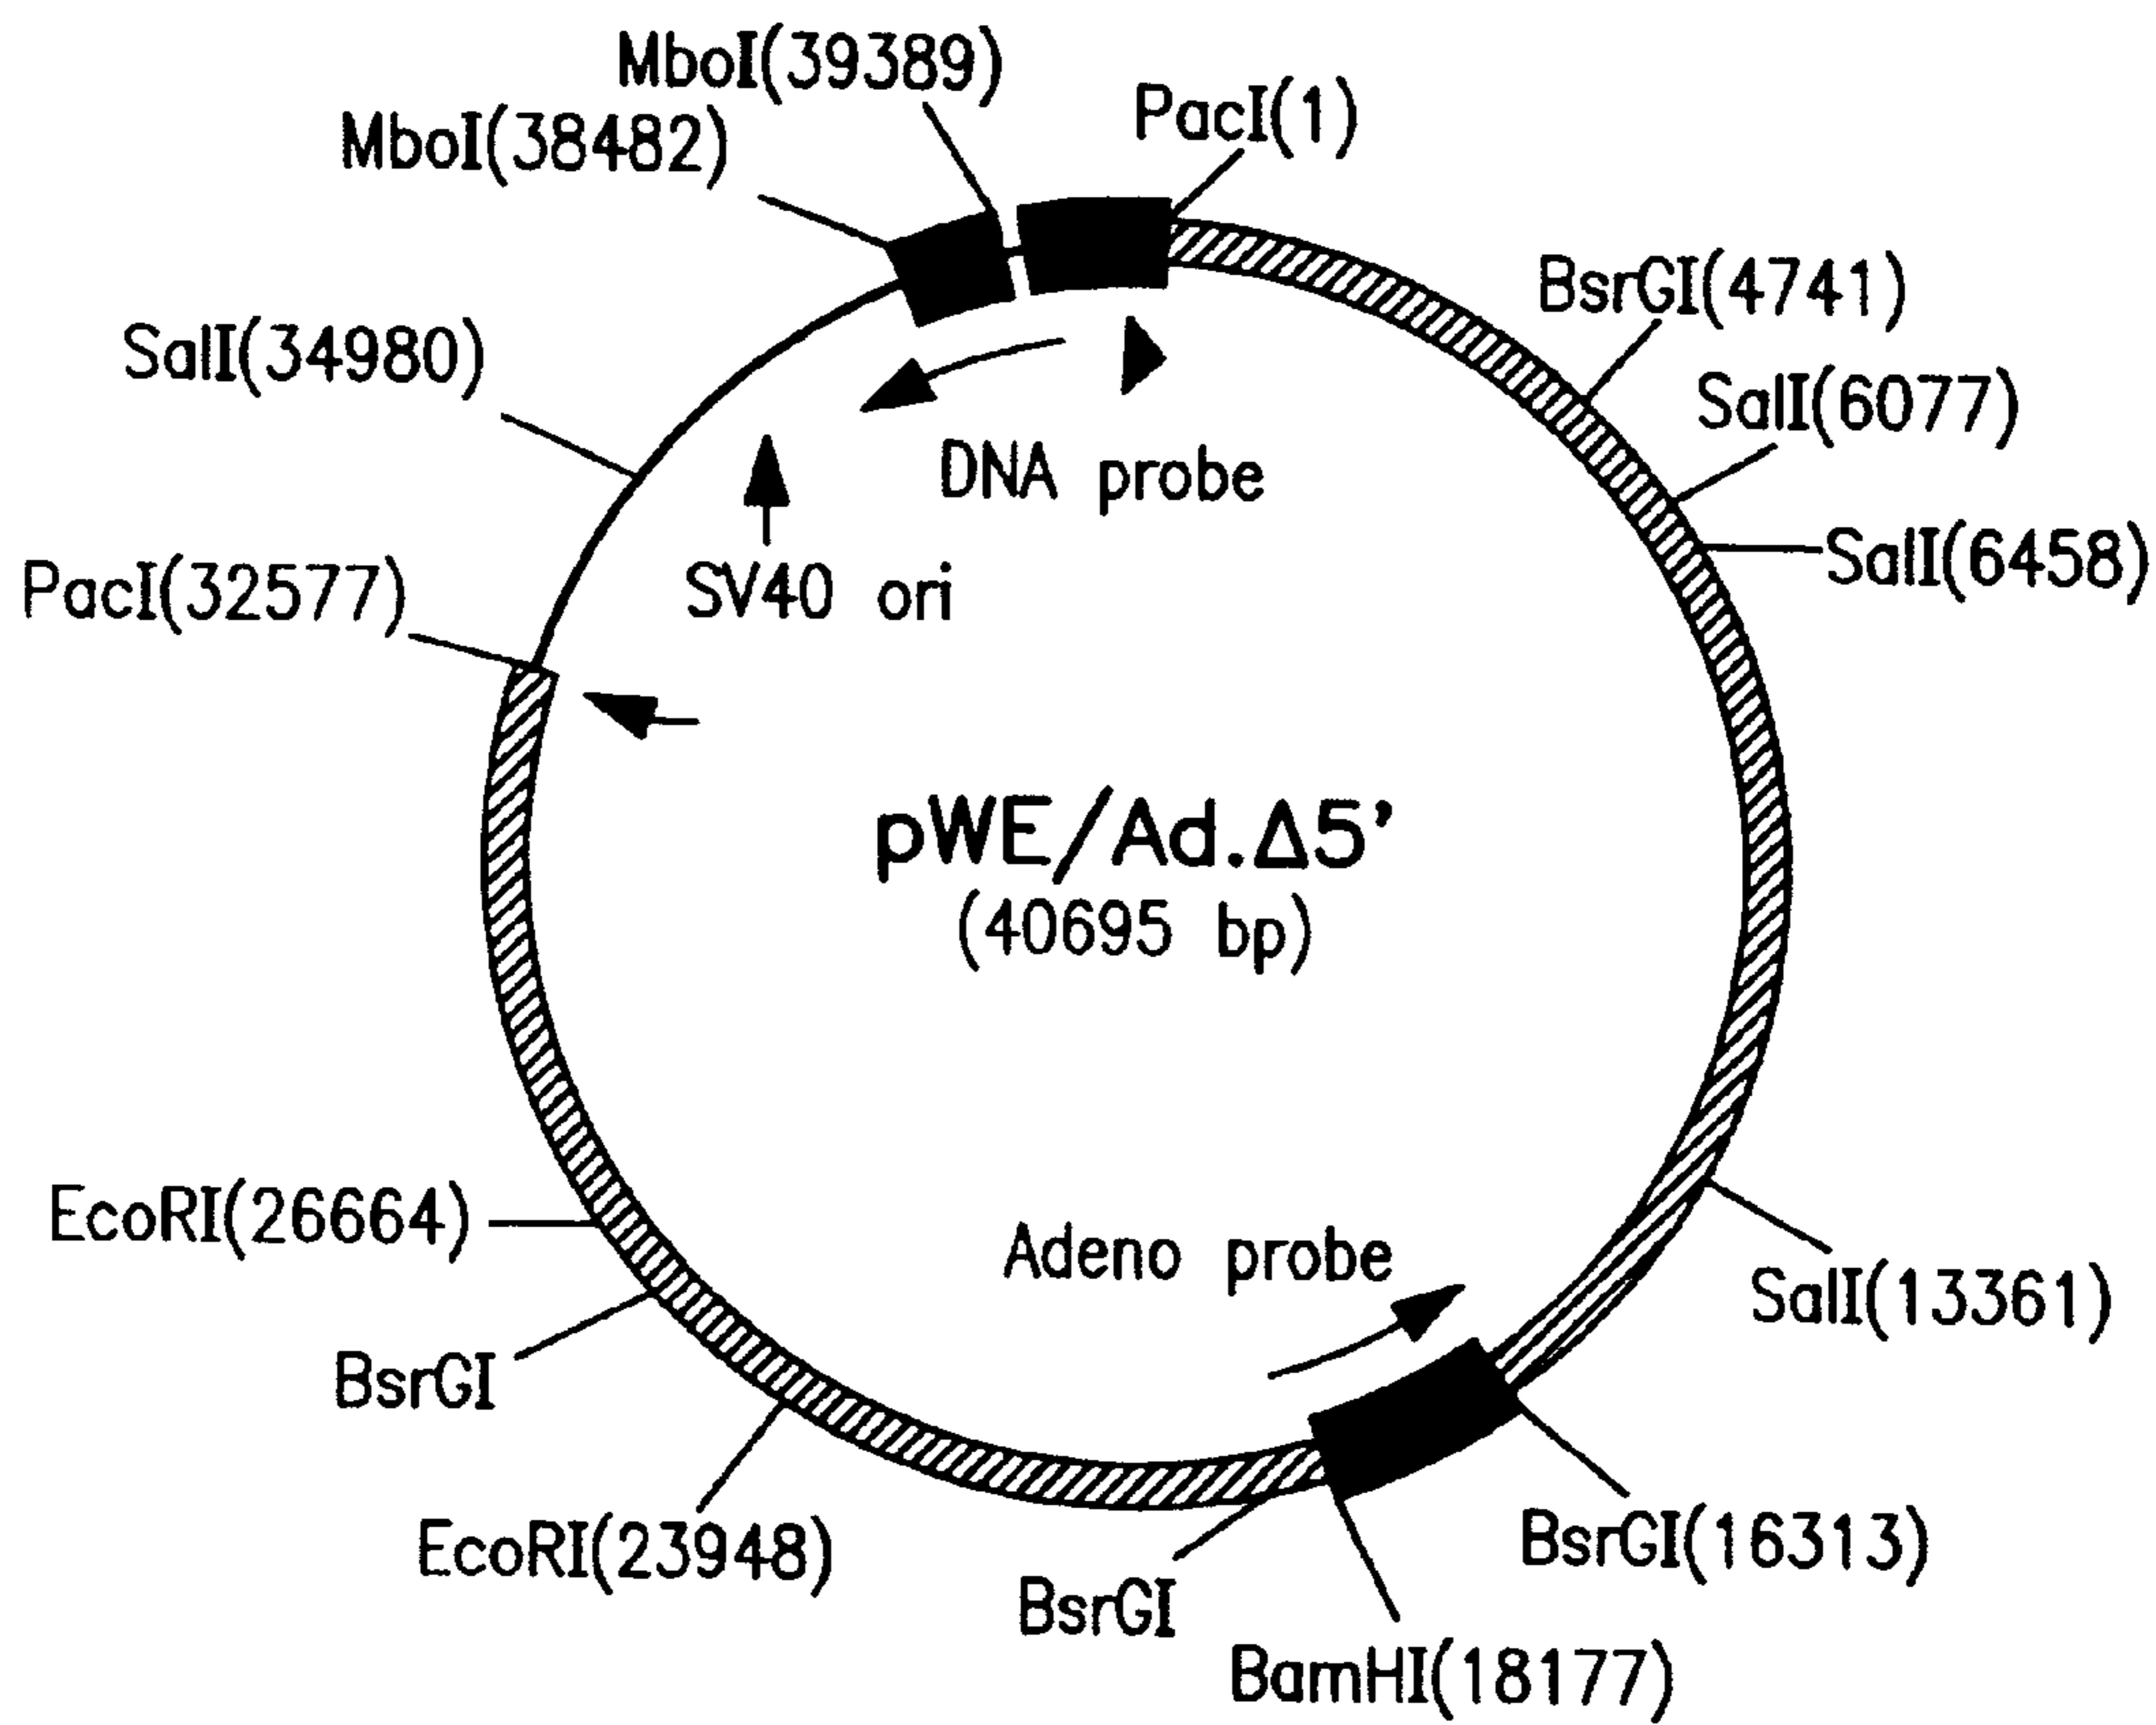 MboI(39389)
PacI(1)
MboI(38482)
BsrGI(4741)
SalI(34980)
SalI(6077)
DNA probe
SalI(6458)
PacI(32577)
SV40 ori
pWE/Ad.Δ5’
(40695 bp)
EcoRI(26664)
Adeno probe
SalI(13361)
BsrGI
EcoRI(23948)
BsrGI(16313)
BsrGI
BamHI(18177)